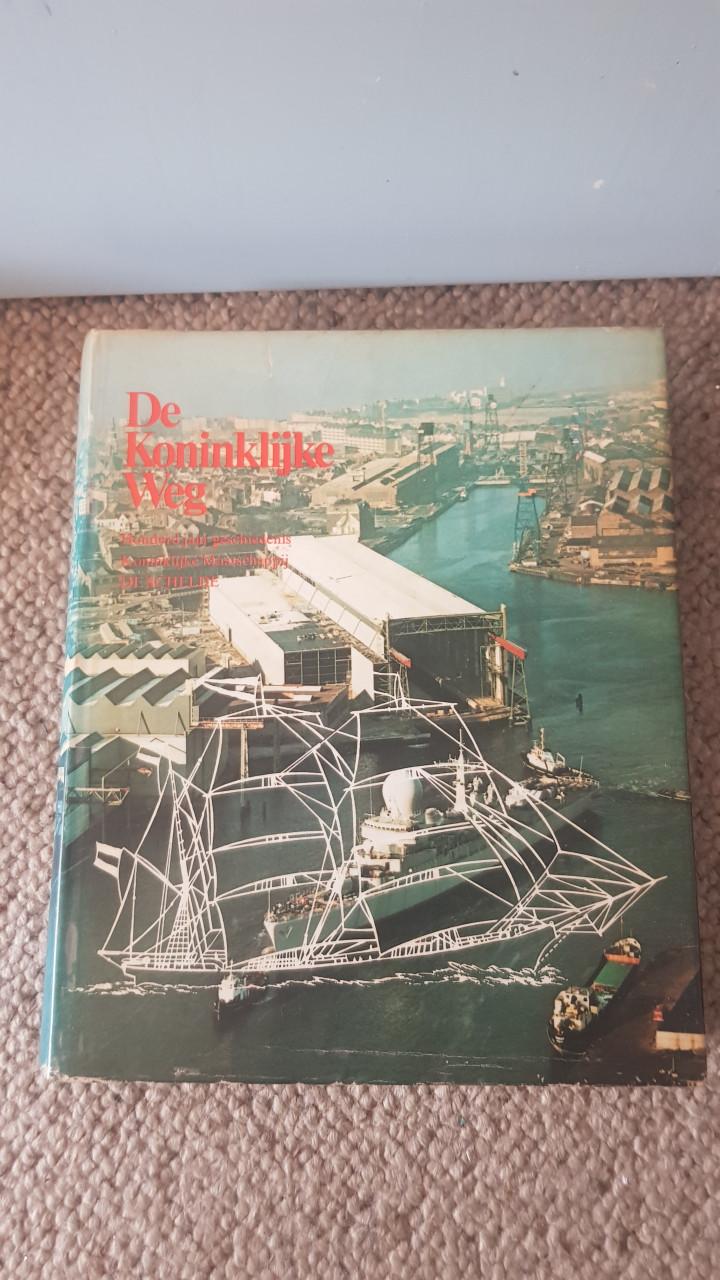 De
Koninklijke
Weg
Honderd jaar geschiedenis
Koninklijke Maatschappij
DE SCHELDE